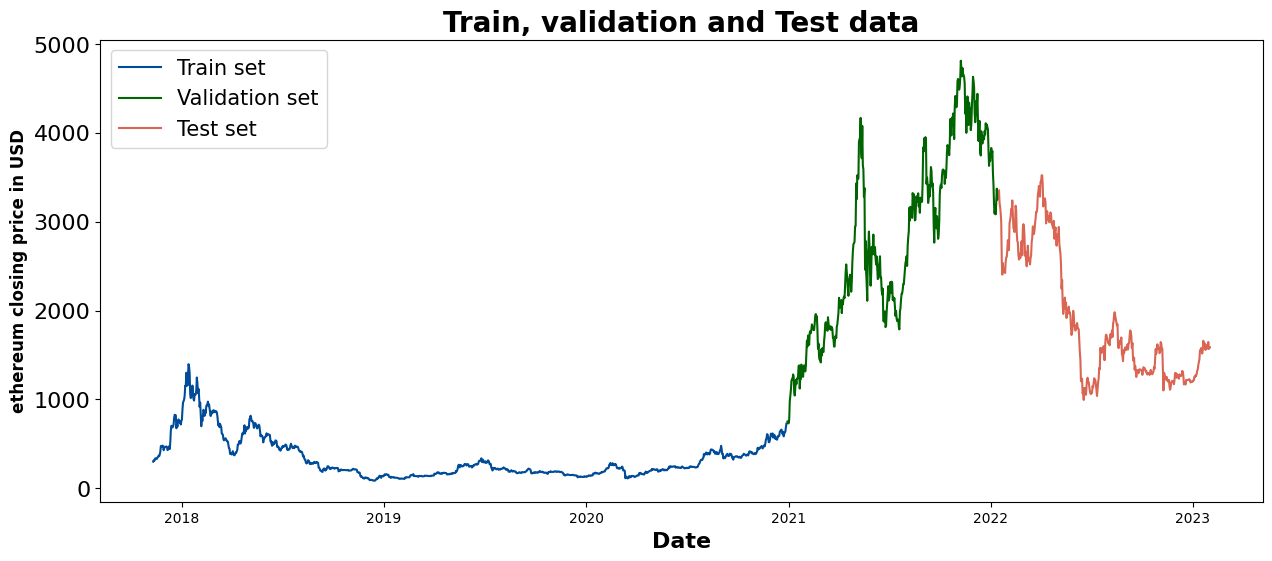 Train, validation and Test data
5000
4000
3000
2000
1000
0
ethereum closing price in USD
Train set
Validation set
Test set
2018
2019
2020
2021
2022
2023
Date